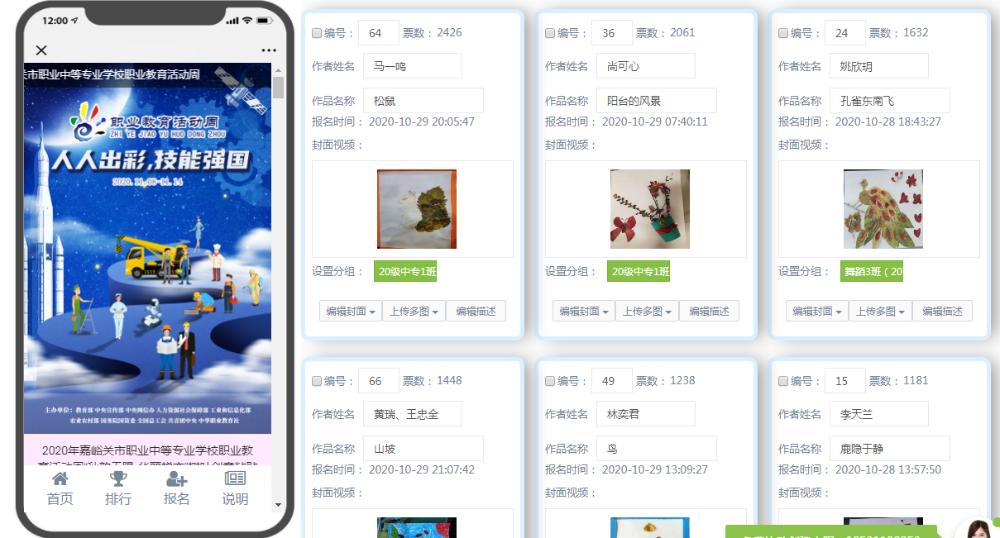 12:00
关市职业中等专业学校职业教育活动周
职业教育活动周
ZHI YE JIAO YU HUO DONG ZHOU
人人出彩,技能强国
2020.11.08-11.14
主办单位：教育部 中央宣传部 中央网信办 人力资源社会保障部 工业和信息化部
农业农村部 国务院国资委 全国总工会 共青团中央 中华职业教育社
2020年嘉峪关市职业中等专业学校职业教
首页 排行 报名 说明
编号： 64 票数： 2426
作者姓名 马一鸣
作品名称 松鼠
报名时间： 2020-10-29 20:05:47
封面视频：
设置分组： 20级中专1班
编辑封面 上传多图 编辑描述
编号： 36 票数： 2061
作者姓名 尚可心
作品名称 阳台的风景
报名时间： 2020-10-29 07:40:11
封面视频：
设置分组： 20级中专1班
编辑封面 上传多图 编辑描述
编号： 24 票数： 1632
作者姓名 姚欣玥
作品名称 孔雀东南飞
报名时间： 2020-10-28 18:43:27
封面视频：
设置分组： 舞蹈3班（20
编辑封面 上传多图 编辑描述
编号： 66 票数： 1448
作者姓名 黄瑞、王忠全
作品名称 山坡
报名时间： 2020-10-29 21:07:42
封面视频：
编号： 49 票数： 1238
作者姓名 林奕君
作品名称 鸟
报名时间： 2020-10-29 13:09:27
封面视频：
编号： 15 票数： 1181
作者姓名 李天兰
作品名称 鹿隐于静
报名时间： 2020-10-28 13:57:50
封面视频：